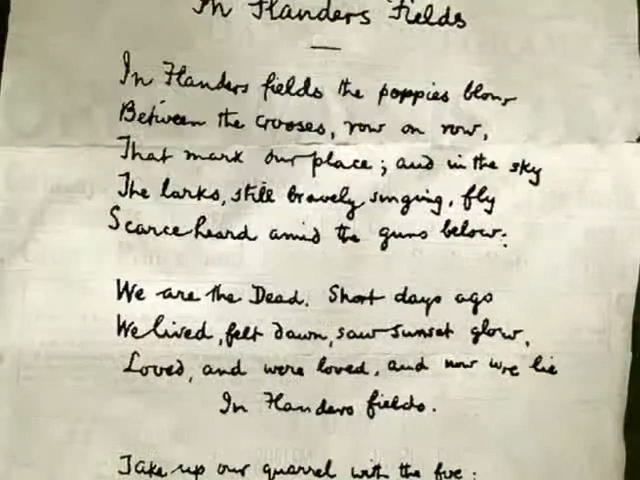 In Flanders Fields
In Flanders fields the poppies blow
Between the crosses, row on row,
That mark our place; and in the sky
The larks, still bravely singing, fly
Scarce heard amid the guns below.
We are the Dead. Short days ago
We lived, felt dawn, saw sunset glow,
Loved, and were loved, and now we lie
In Flanders fields.
Take up our quarrel with the foe: